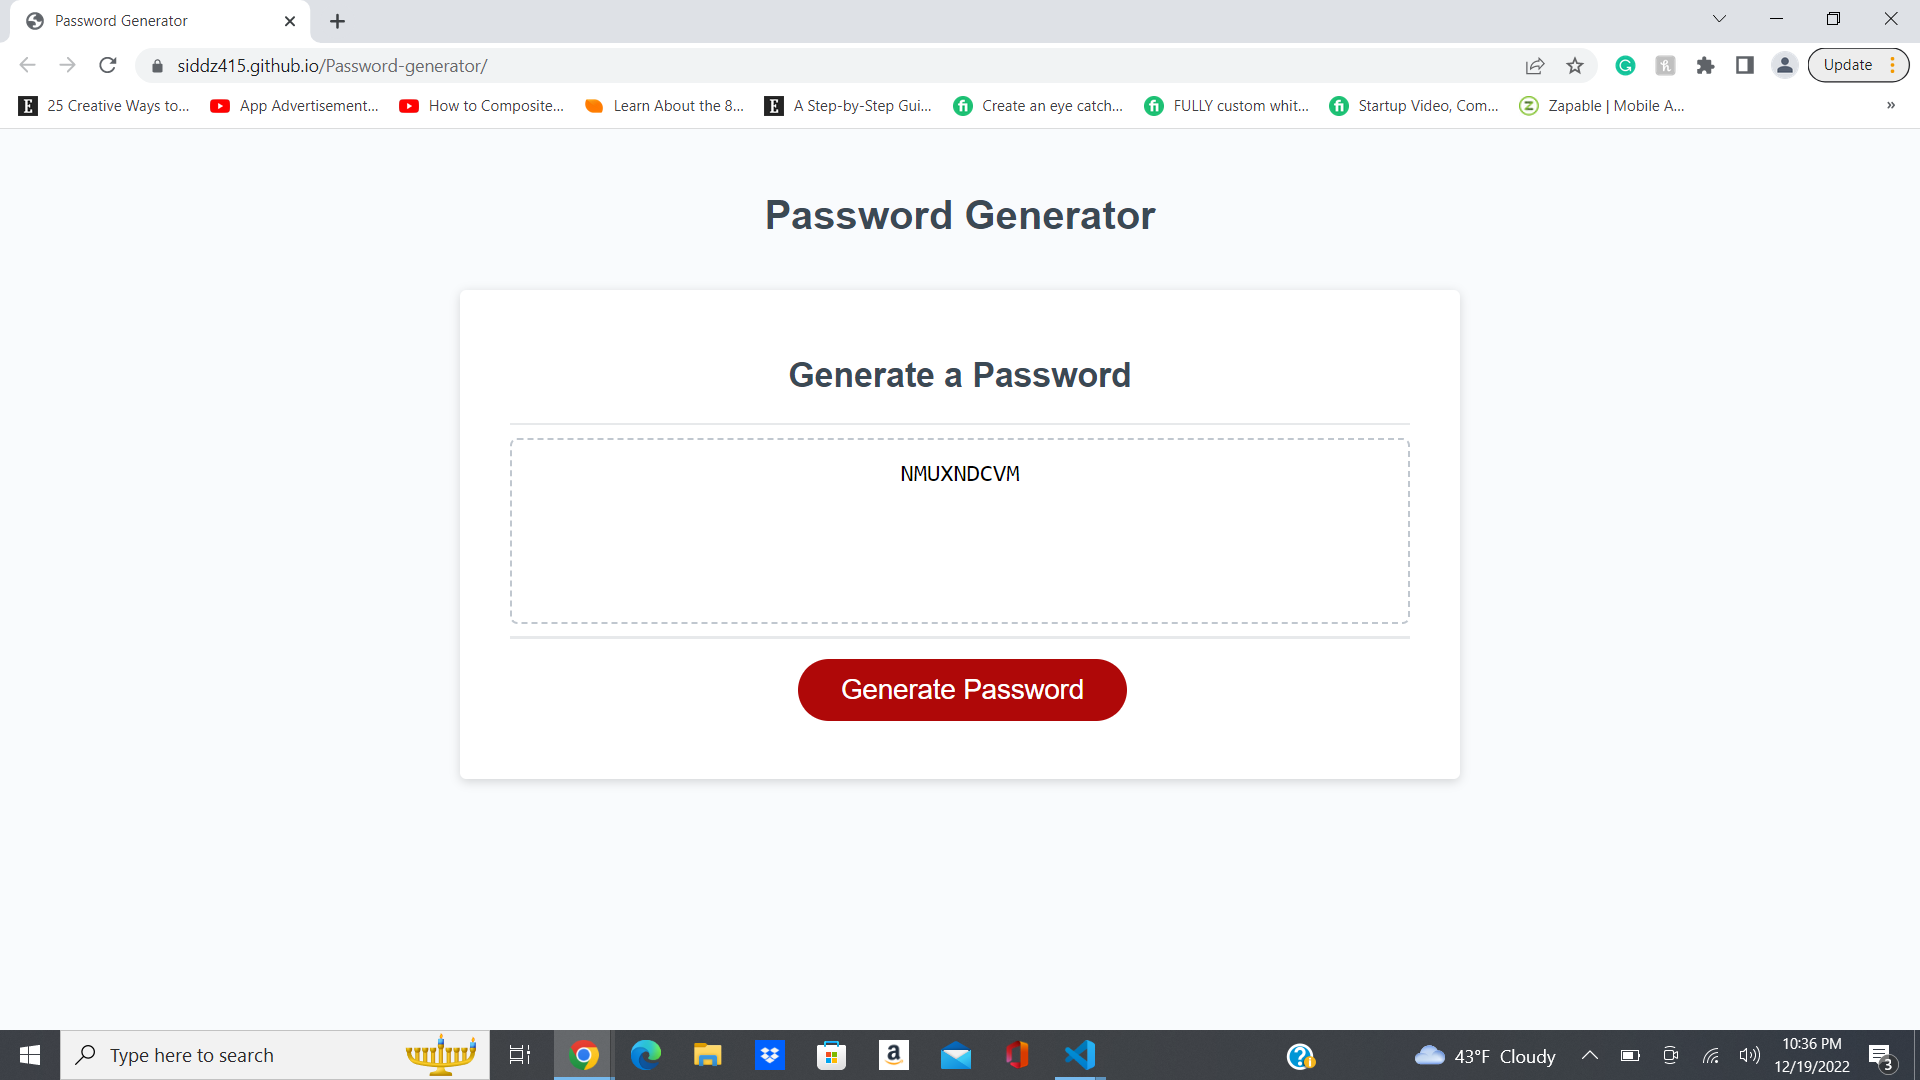 Password Generator
siddz415.github.io/Password-generator/
Update
25 Creative Ways to...
App Advertisement...
How to Composite...
Learn About the 8...
A Step-by-Step Gui...
Create an eye catch...
FULLY custom whit...
Startup Video, Com...
Zapable | Mobile A...
»
Password Generator
Generate a Password
NMUXNDCVM
Generate Password
Type here to search
43°F Cloudy
10:36 PM
12/19/2022
3